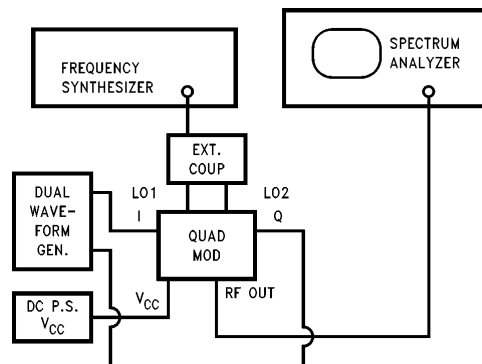 FREQUENCY
SYNTHESIZER
SPECTRUM
ANALYZER
EXT.
COUP
DUAL
WAVE-
FORM
GEN.
LO1
LO2
I
Q
QUAD
MOD
DC P.S.
VCC
VCC
RF OUT